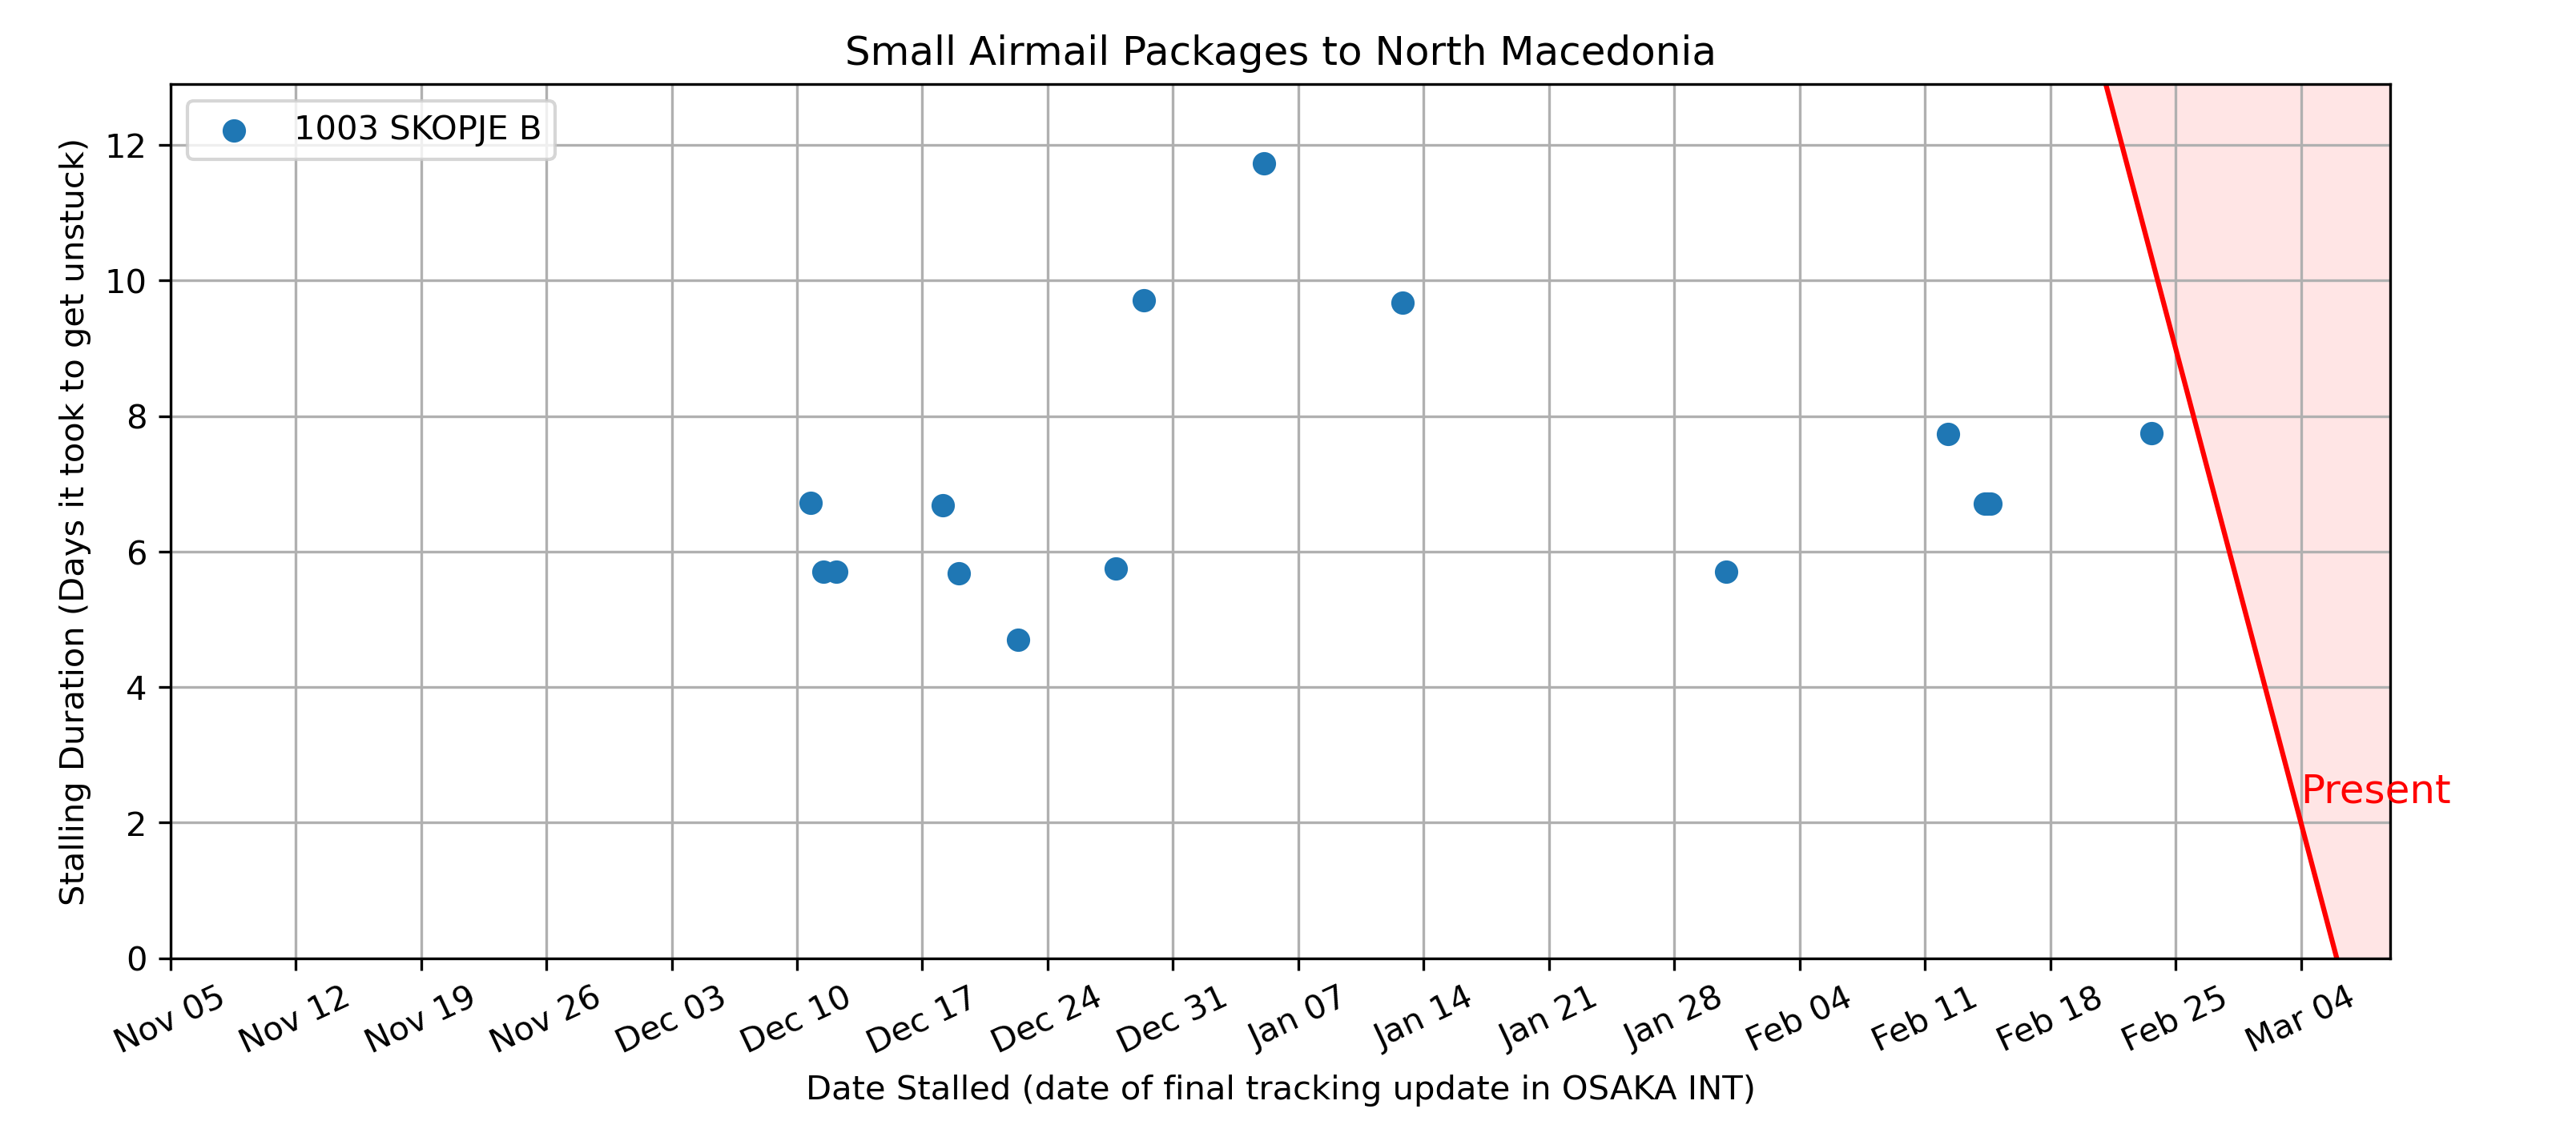 Small Airmail Packages to North Macedonia
1003 SKOPJE B
Stalling Duration (Days it took to get unstuck)
12
10
8
6
4
2
0
Present
Nov 05
Nov 12
Nov 19
Nov 26
Dec 03
Dec 10
Dec 17
Dec 24
Dec 31
Jan 07
Jan 14
Jan 21
Jan 28
Feb 04
Feb 11
Feb 18
Feb 25
Mar 04
Date Stalled (date of final tracking update in OSAKA INT)